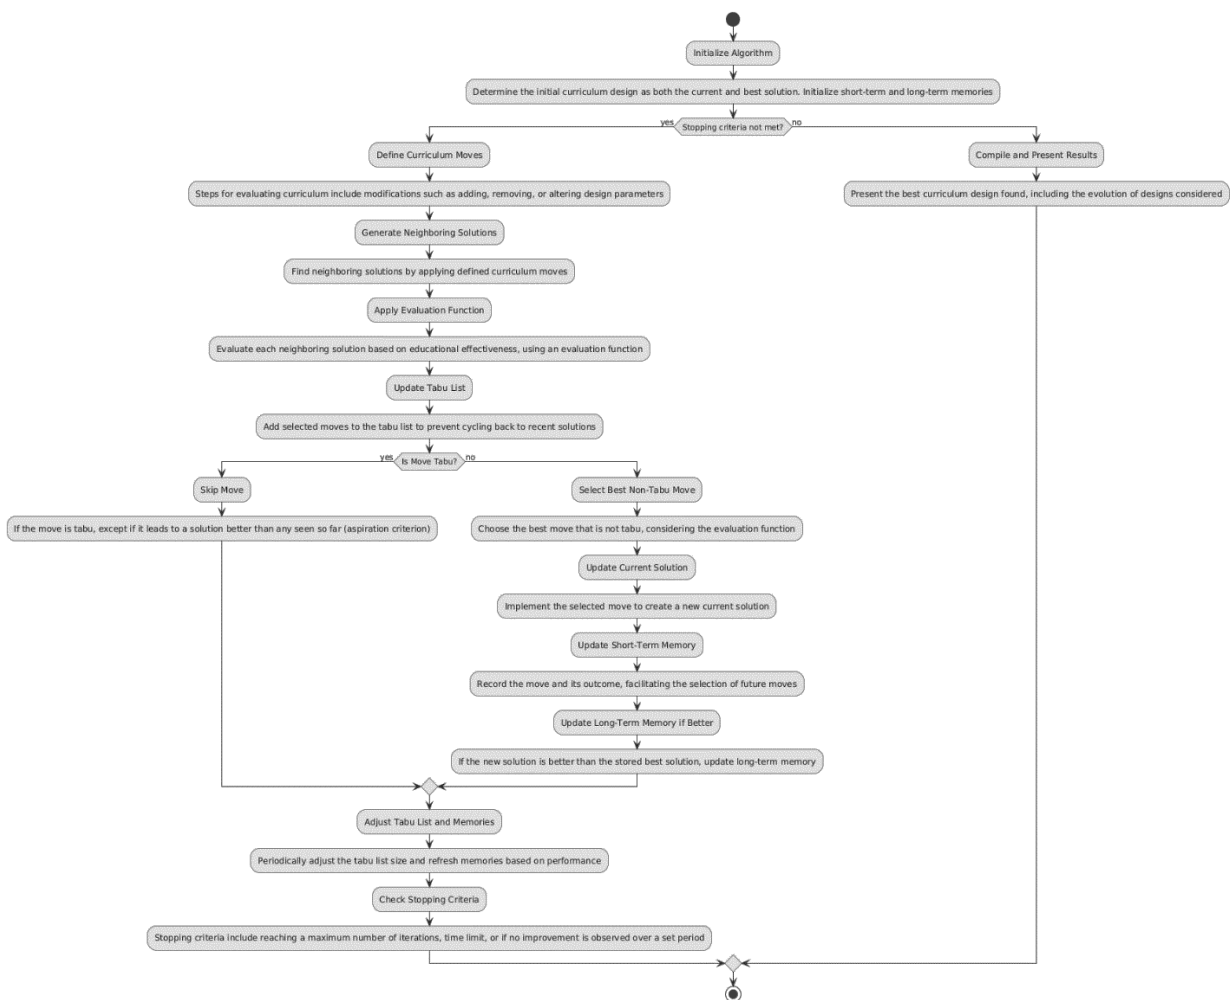 Initialize Algorithm
Determine the initial curriculum design as both the current and best solution. Initialize short-term and long-term memories
yes
Stopping criteria not met?
no
Define Curriculum Moves
Compile and Present Results
Steps for evaluating curriculum include modifications such as adding, removing, or altering design parameters
Present the best curriculum design found, including the evolution of designs considered
Generate Neighboring Solutions
Find neighboring solutions by applying defined curriculum moves
Apply Evaluation Function
Evaluate each neighboring solution based on educational effectiveness, using an evaluation function
Update Tabu List
Add selected moves to the tabu list to prevent cycling back to recent solutions
yes
Is Move Tabu?
no
Skip Move
Select Best Non-Tabu Move
If the move is tabu, except if it leads to a solution better than any seen so far (aspiration criterion)
Choose the best move that is not tabu, considering the evaluation function
Update Current Solution
Implement the selected move to create a new current solution
Update Short-Term Memory
Record the move and its outcome, facilitating the selection of future moves
Update Long-Term Memory if Better
If the new solution is better than the stored best solution, update long-term memory
Adjust Tabu List and Memories
Periodically adjust the tabu list size and refresh memories based on performance
Check Stopping Criteria
Stopping criteria include reaching a maximum number of iterations, time limit, or if no improvement is observed over a set period